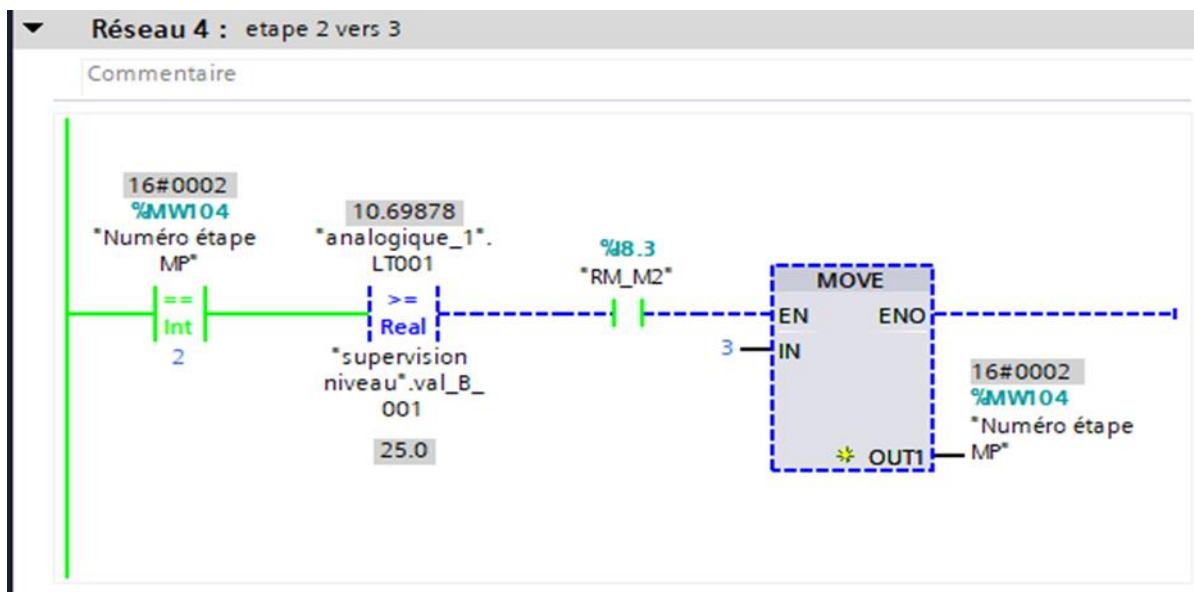 Réseau 4 : etape 2 vers 3
Commentaire
16#0002
%MW104
"Numéro étape
MP"
==
Int
2
10.69878
"analogique_1".
LT001
>=
Real
"supervision
niveau".val_B_
001
25.0
%I8.3
"RM_M2"
MOVE
EN ENO
3 IN
OUT1
16#0002
%MW104
"Numéro étape
MP"